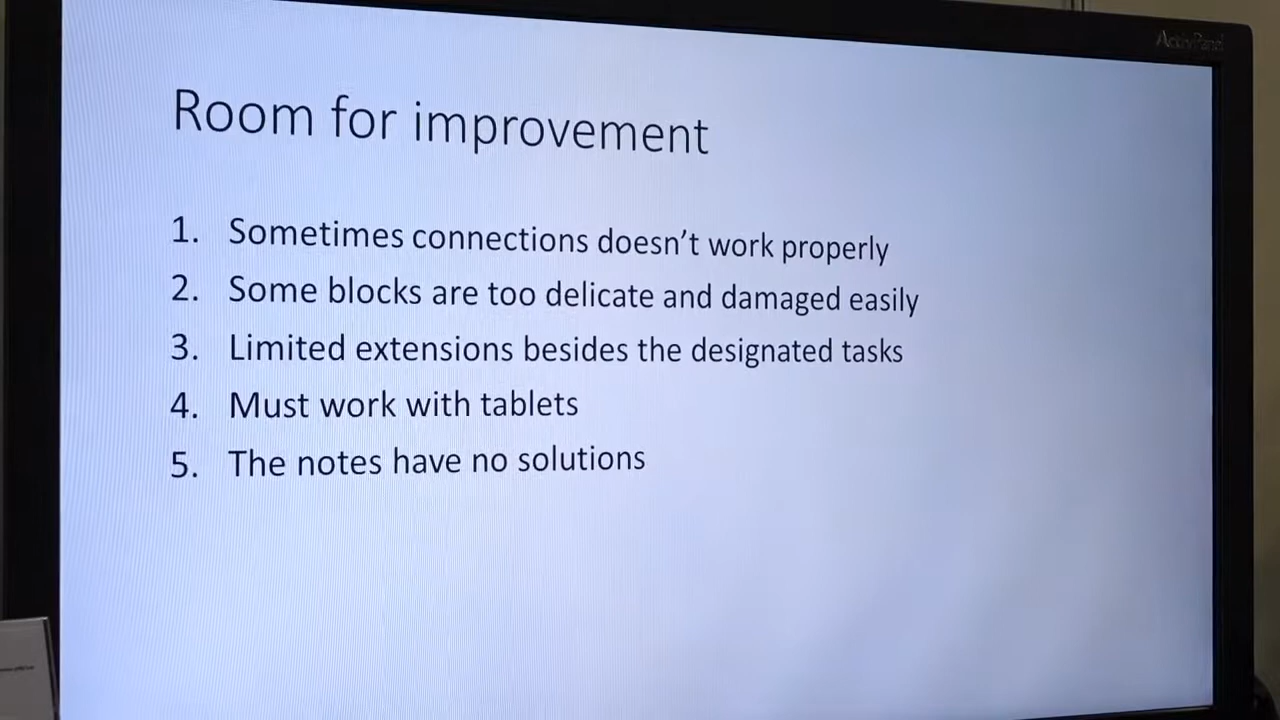 ActivPanel
Room for improvement
1. Sometimes connections doesn't work properly
2. Some blocks are too delicate and damaged easily
3. Limited extensions besides the designated tasks
4. Must work with tablets
5. The notes have no solutions